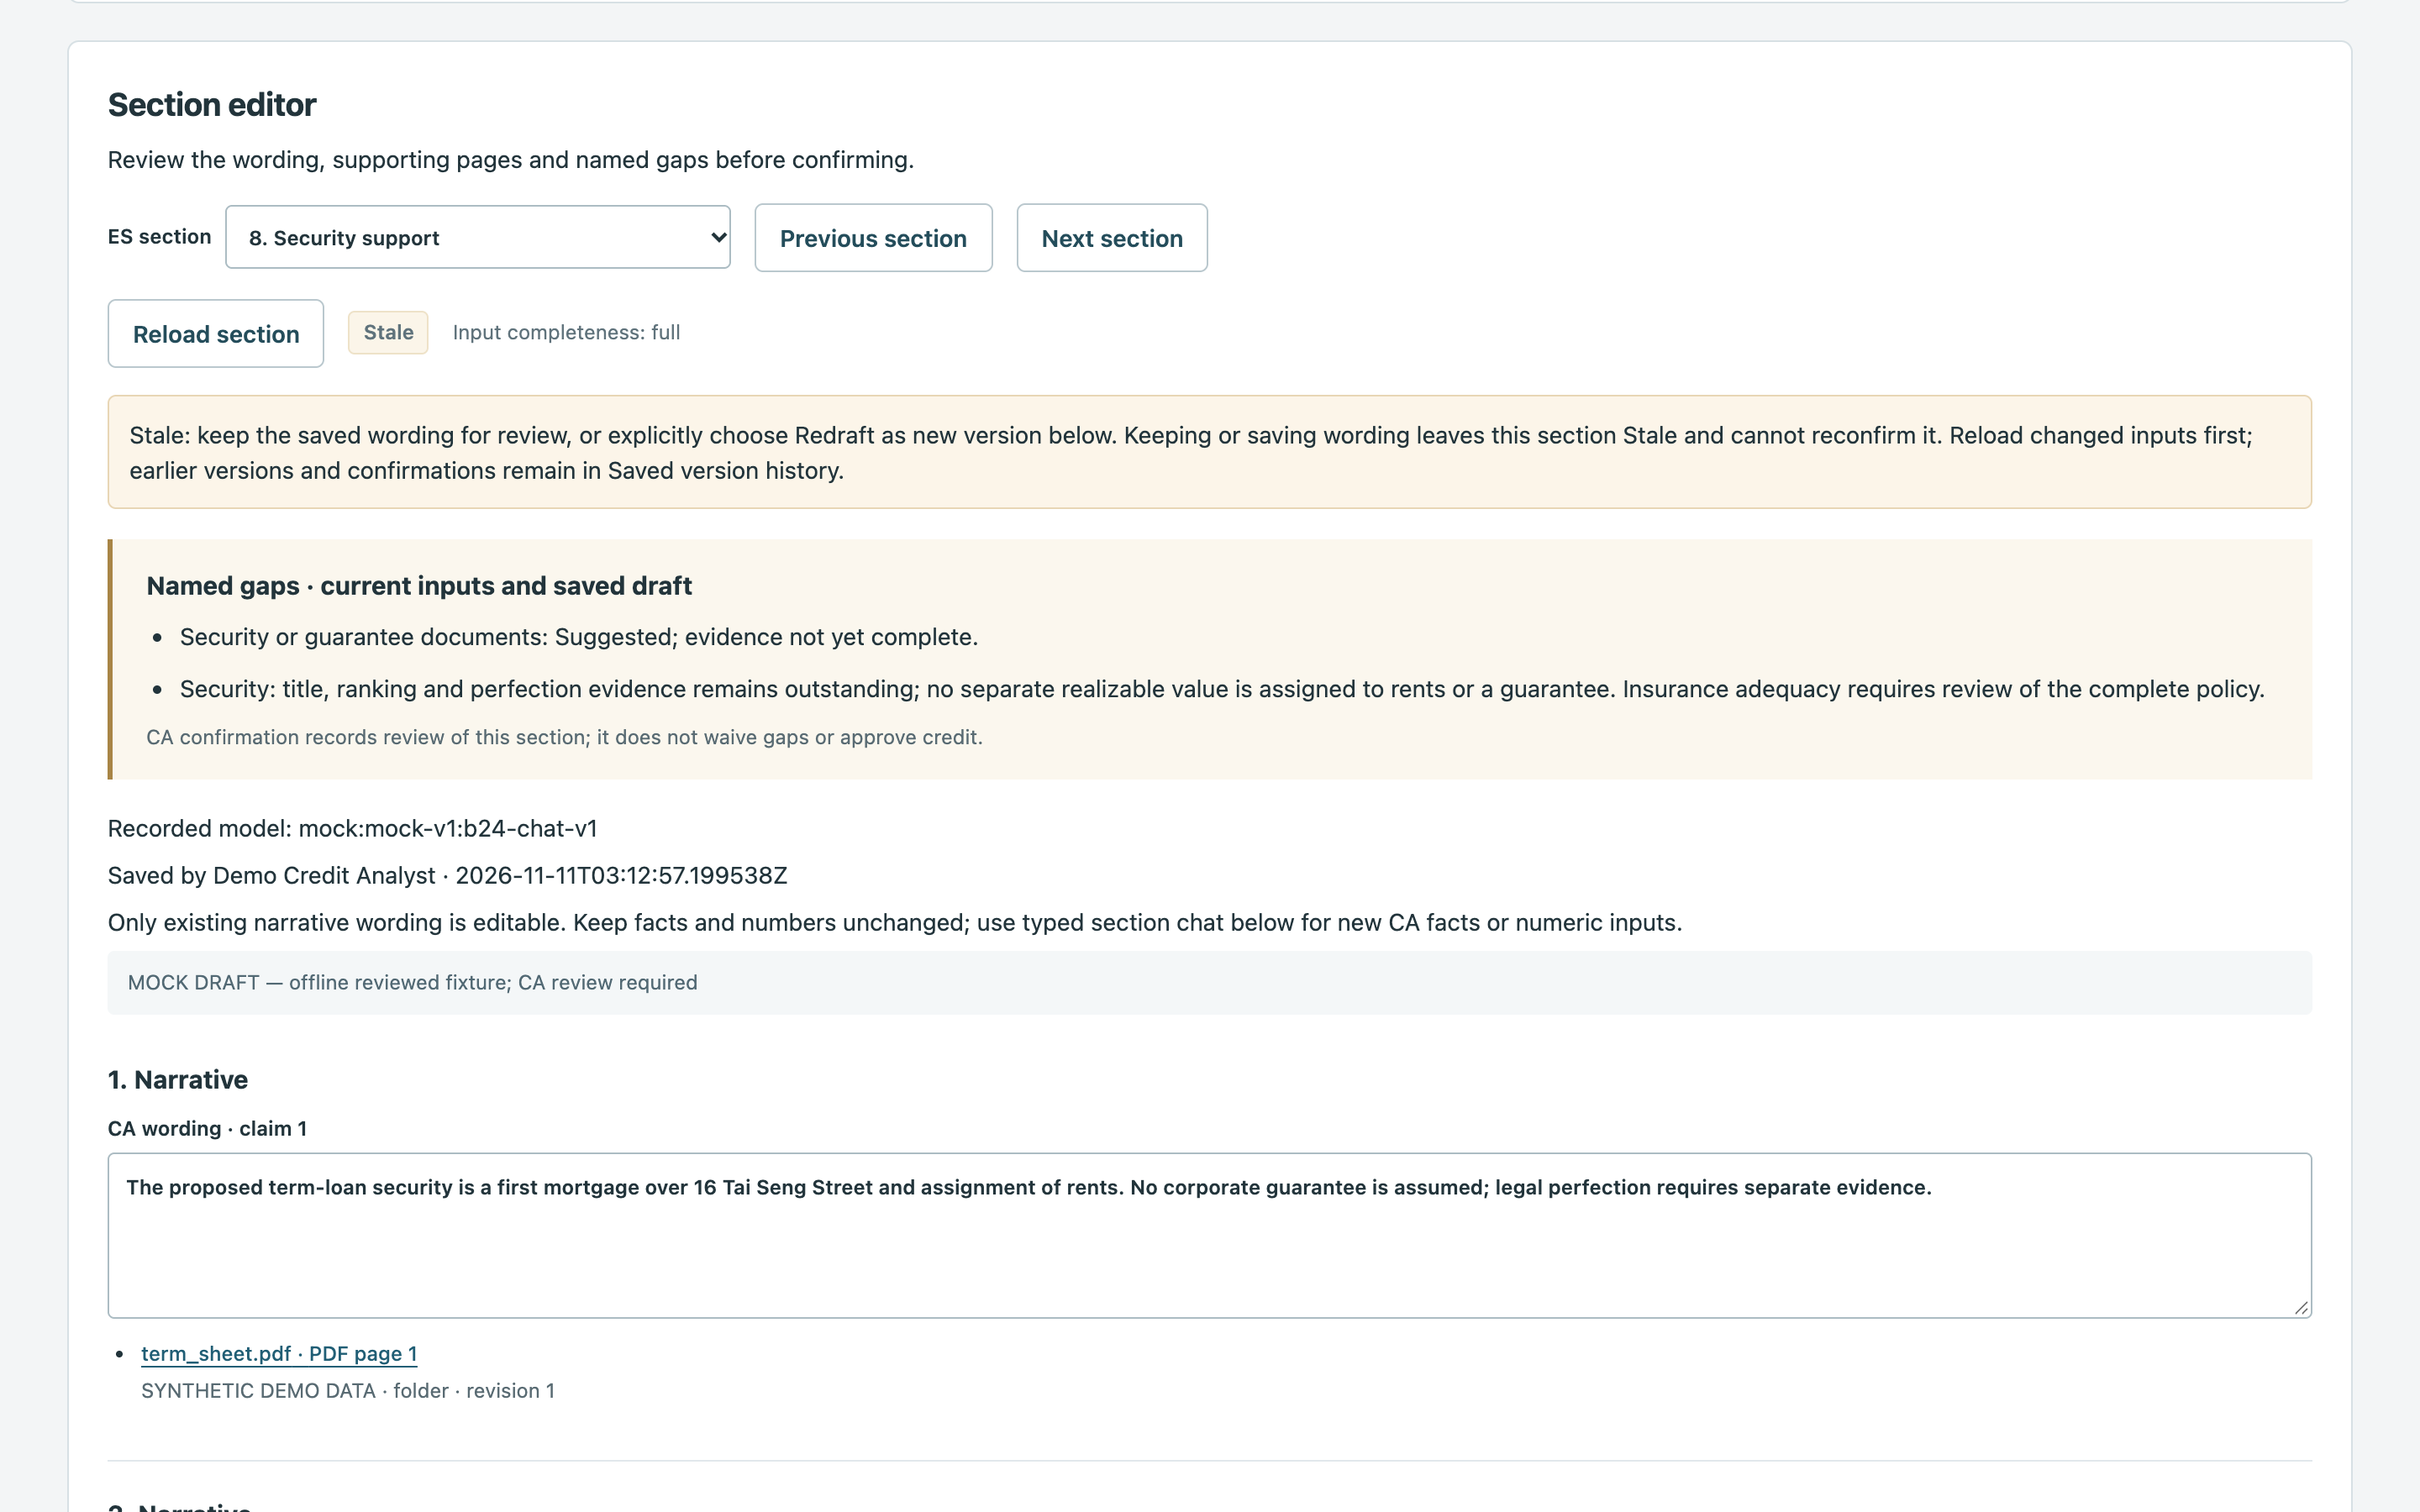 Section editor
Review the wording, supporting pages and named gaps before confirming.
ES section 8. Security support Previous section Next section
Reload section Stale Input completeness: full
Stale: keep the saved wording for review, or explicitly choose Redraft as new version below. Keeping or saving wording leaves this section Stale and cannot reconfirm it. Reload changed inputs first;
earlier versions and confirmations remain in Saved version history.
Named gaps · current inputs and saved draft
• Security or guarantee documents: Suggested; evidence not yet complete.
• Security: title, ranking and perfection evidence remains outstanding; no separate realizable value is assigned to rents or a guarantee. Insurance adequacy requires review of the complete policy.
CA confirmation records review of this section; it does not waive gaps or approve credit.
Recorded model: mock:mock-v1:b24-chat-v1
Saved by Demo Credit Analyst · 2026-11-11T03:12:57.199538Z
Only existing narrative wording is editable. Keep facts and numbers unchanged; use typed section chat below for new CA facts or numeric inputs.
MOCK DRAFT — offline reviewed fixture; CA review required
1. Narrative
CA wording · claim 1
The proposed term-loan security is a first mortgage over 16 Tai Seng Street and assignment of rents. No corporate guarantee is assumed; legal perfection requires separate evidence.
• term_sheet.pdf · PDF page 1
SYNTHETIC DEMO DATA · folder · revision 1
2. Narrative